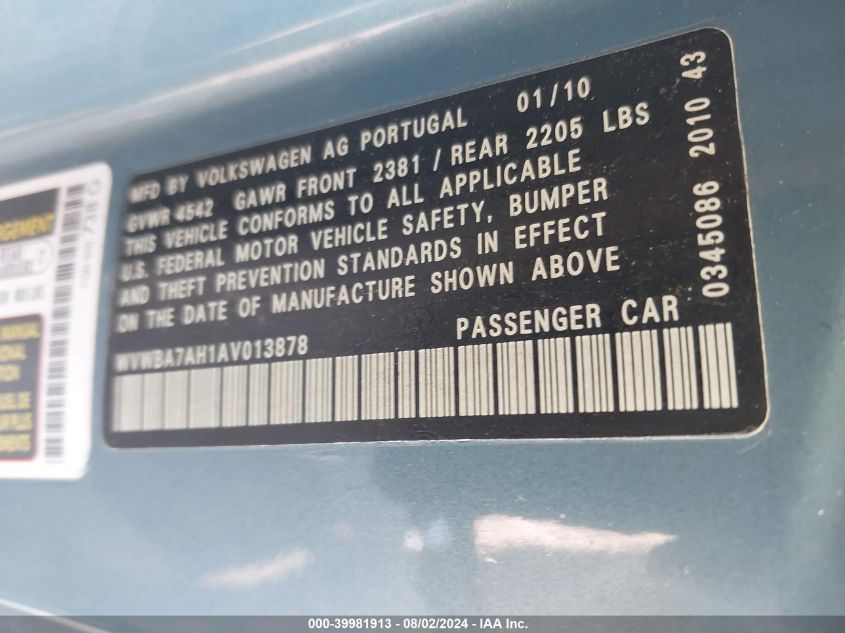 MFD BY VOLKSWAGEN AG PORTUGAL 01/10
GVWR 4542 GAWR FRONT 2381 / REAR 2205 LBS
THIS VEHICLE CONFORMS TO ALL APPLICABLE
U.S. FEDERAL MOTOR VEHICLE SAFETY, BUMPER
AND THEFT PREVENTION STANDARDS IN EFFECT
ON THE DATE OF MANUFACTURE SHOWN ABOVE
WVWBA7AH1AV013878 PASSENGER CAR
0345086 2010 43
MANUAL
000-39981913 - 08/02/2024 - IAA Inc.